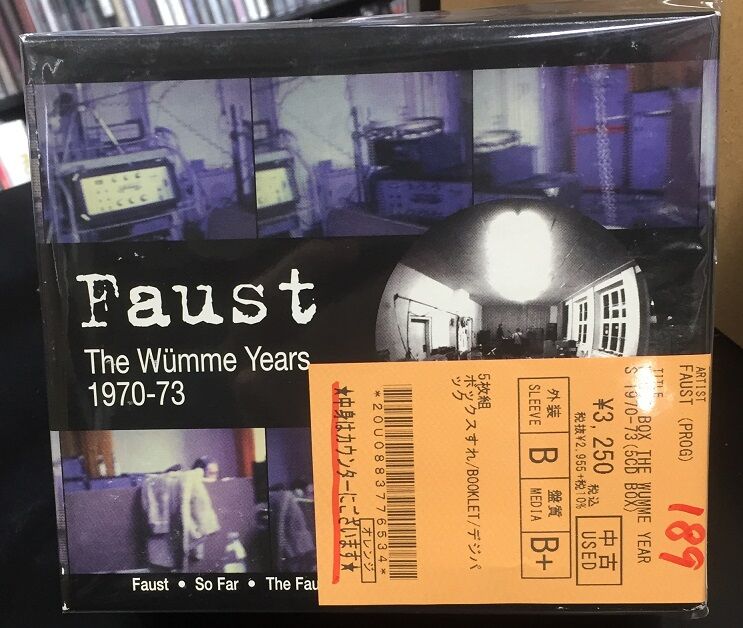 Faust
The Wümme Years
1970-73
Faust • So Far • The Fau
189
ARTIST
FAUST (PROG)
TITLE
BOX THE WUMME YEAR
S 1970-73(5CD BOX)
¥3,250 税込
税抜¥2,955+税10%
中古
USED
外装
SLEEVE
B
盤質
MEDIA
B+
5枚組
ボックスすれ/BOOKLET/デジパ
ック
*200U088377 6534*
オレンジ
★中身はカウンターにございます★